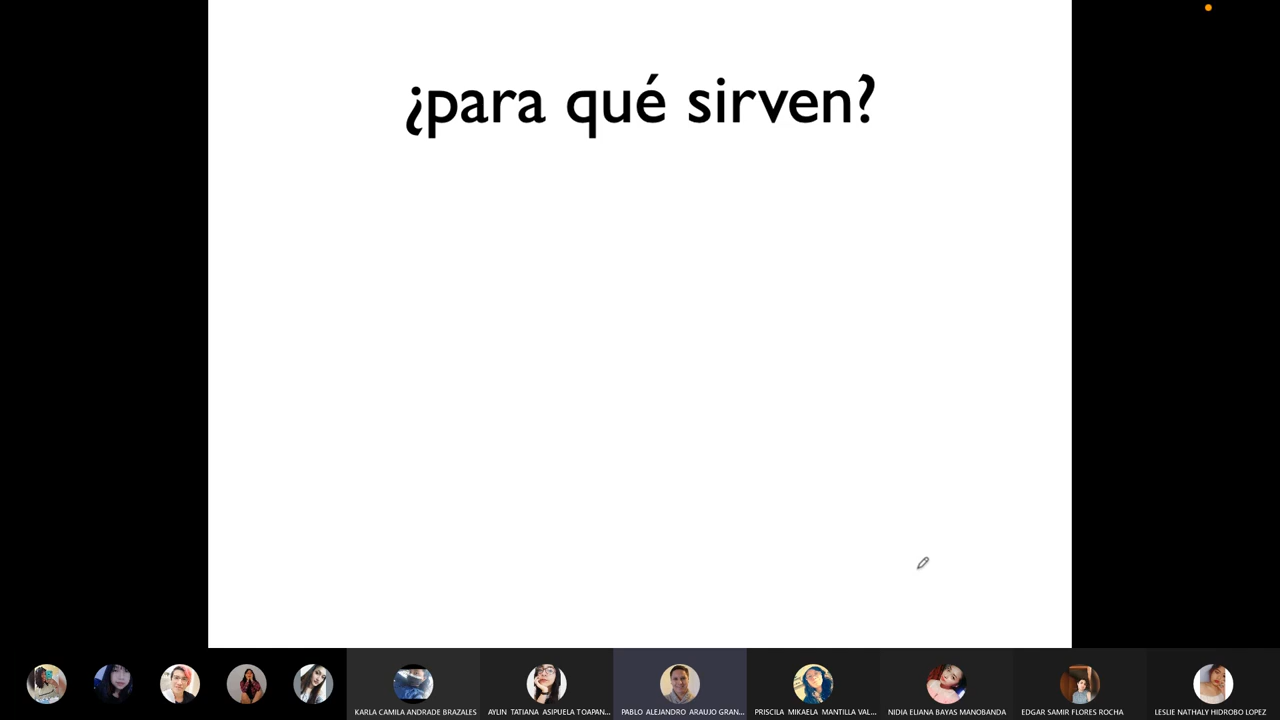 ¿para qué sirven?
KARLA CAMILA ANDRADE BRAZALES
AYLIN TATIANA ASIPUELA TOAPAN...
PABLO ALEJANDRO ARAUJO GRAN...
PRISCILA MIKAELA MANTILLA VAL...
NIDIA ELIANA BAYAS MANOBANDA
EDGAR SAMIR FLORES ROCHA
LESLIE NATHALY HIDROBO LOPEZ